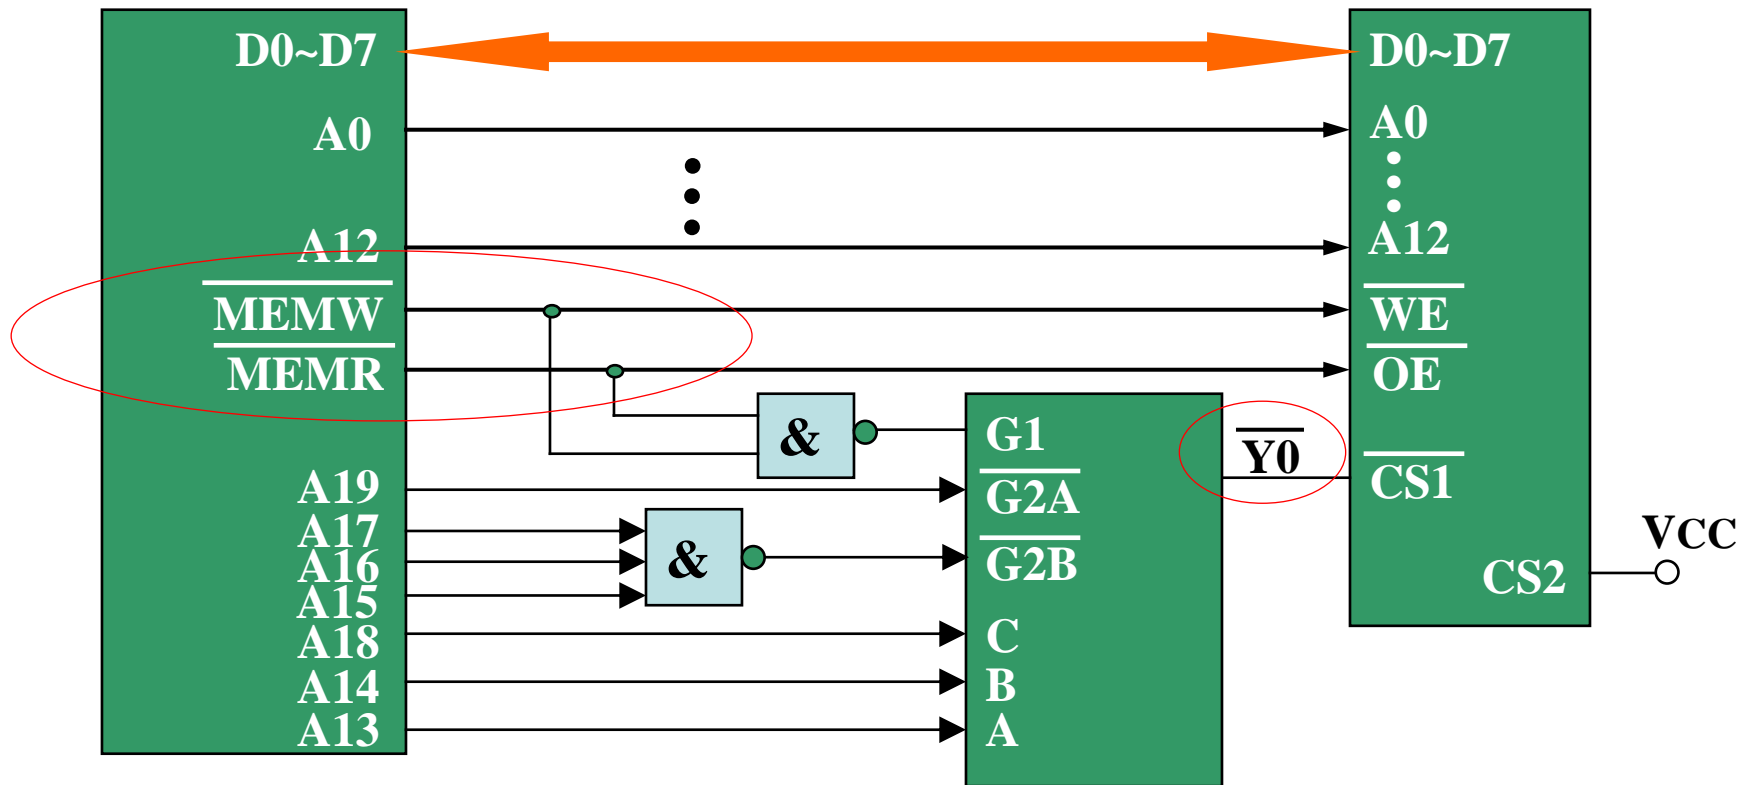 D0~D7
A0
A12
MEMW
MEMR
A19
A17
A16
A15
A18
A14
A13
&
&
G1
G2A
G2B
C
B
A
Y0
D0~D7
A0
A12
WE
OE
CS1
CS2
VCC